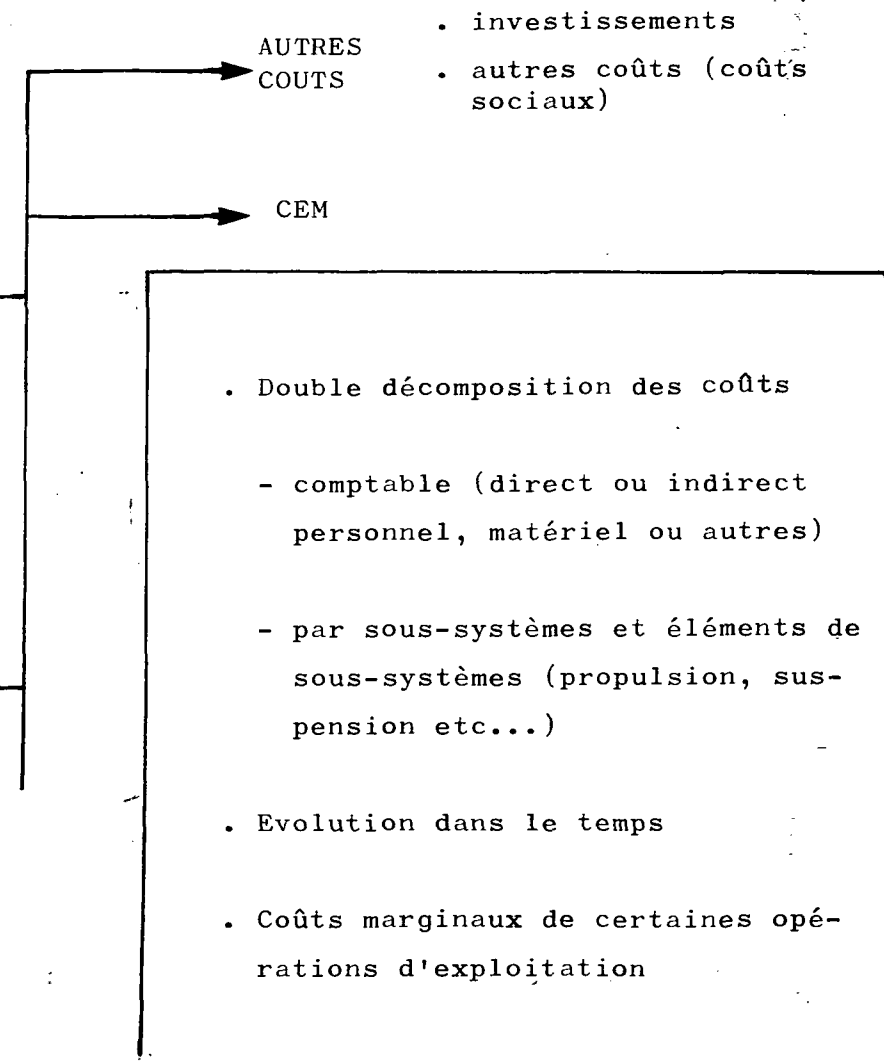 . investissements
AUTRES
COUTS
. autres coûts (coûts
sociaux)
CEM
. Double décomposition des coûts
- comptable (direct ou indirect
personnel, matériel ou autres)
- par sous-systèmes et éléments de
sous-systèmes (propulsion, sus-
pension etc...)
. Evolution dans le temps
. Coûts marginaux de certaines opé-
rations d'exploitation